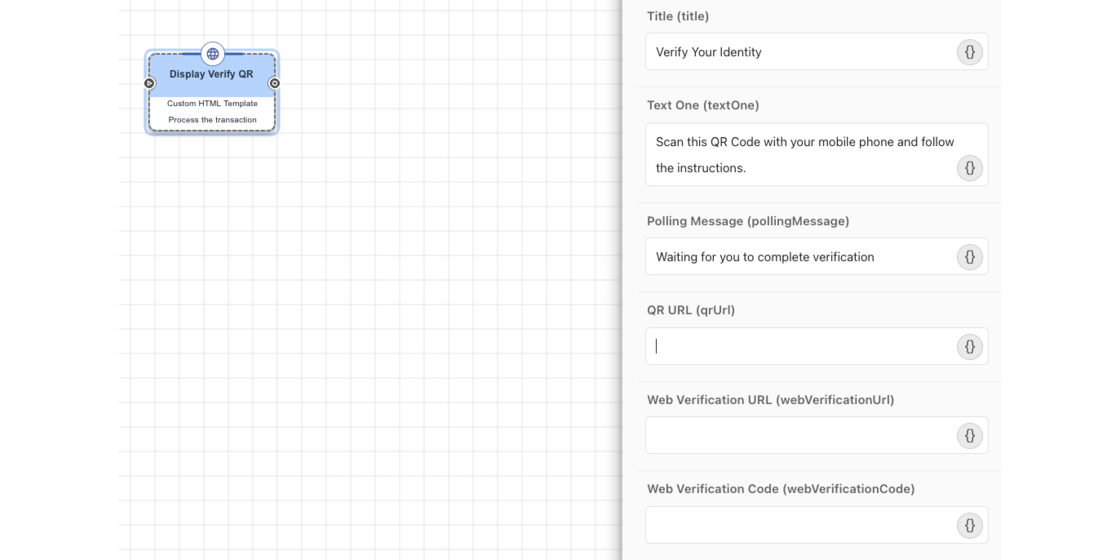 Display Verify QR
Custom HTML Template
Process the transaction
Title (title)
Verify Your Identity
{}
Text One (textOne)
Scan this QR Code with your mobile phone and follow
the instructions.
{}
Polling Message (pollingMessage)
Waiting for you to complete verification
{}
QR URL (qrUrl)
{}
Web Verification URL (webVerificationUrl)
{}
Web Verification Code (webVerificationCode)
{}